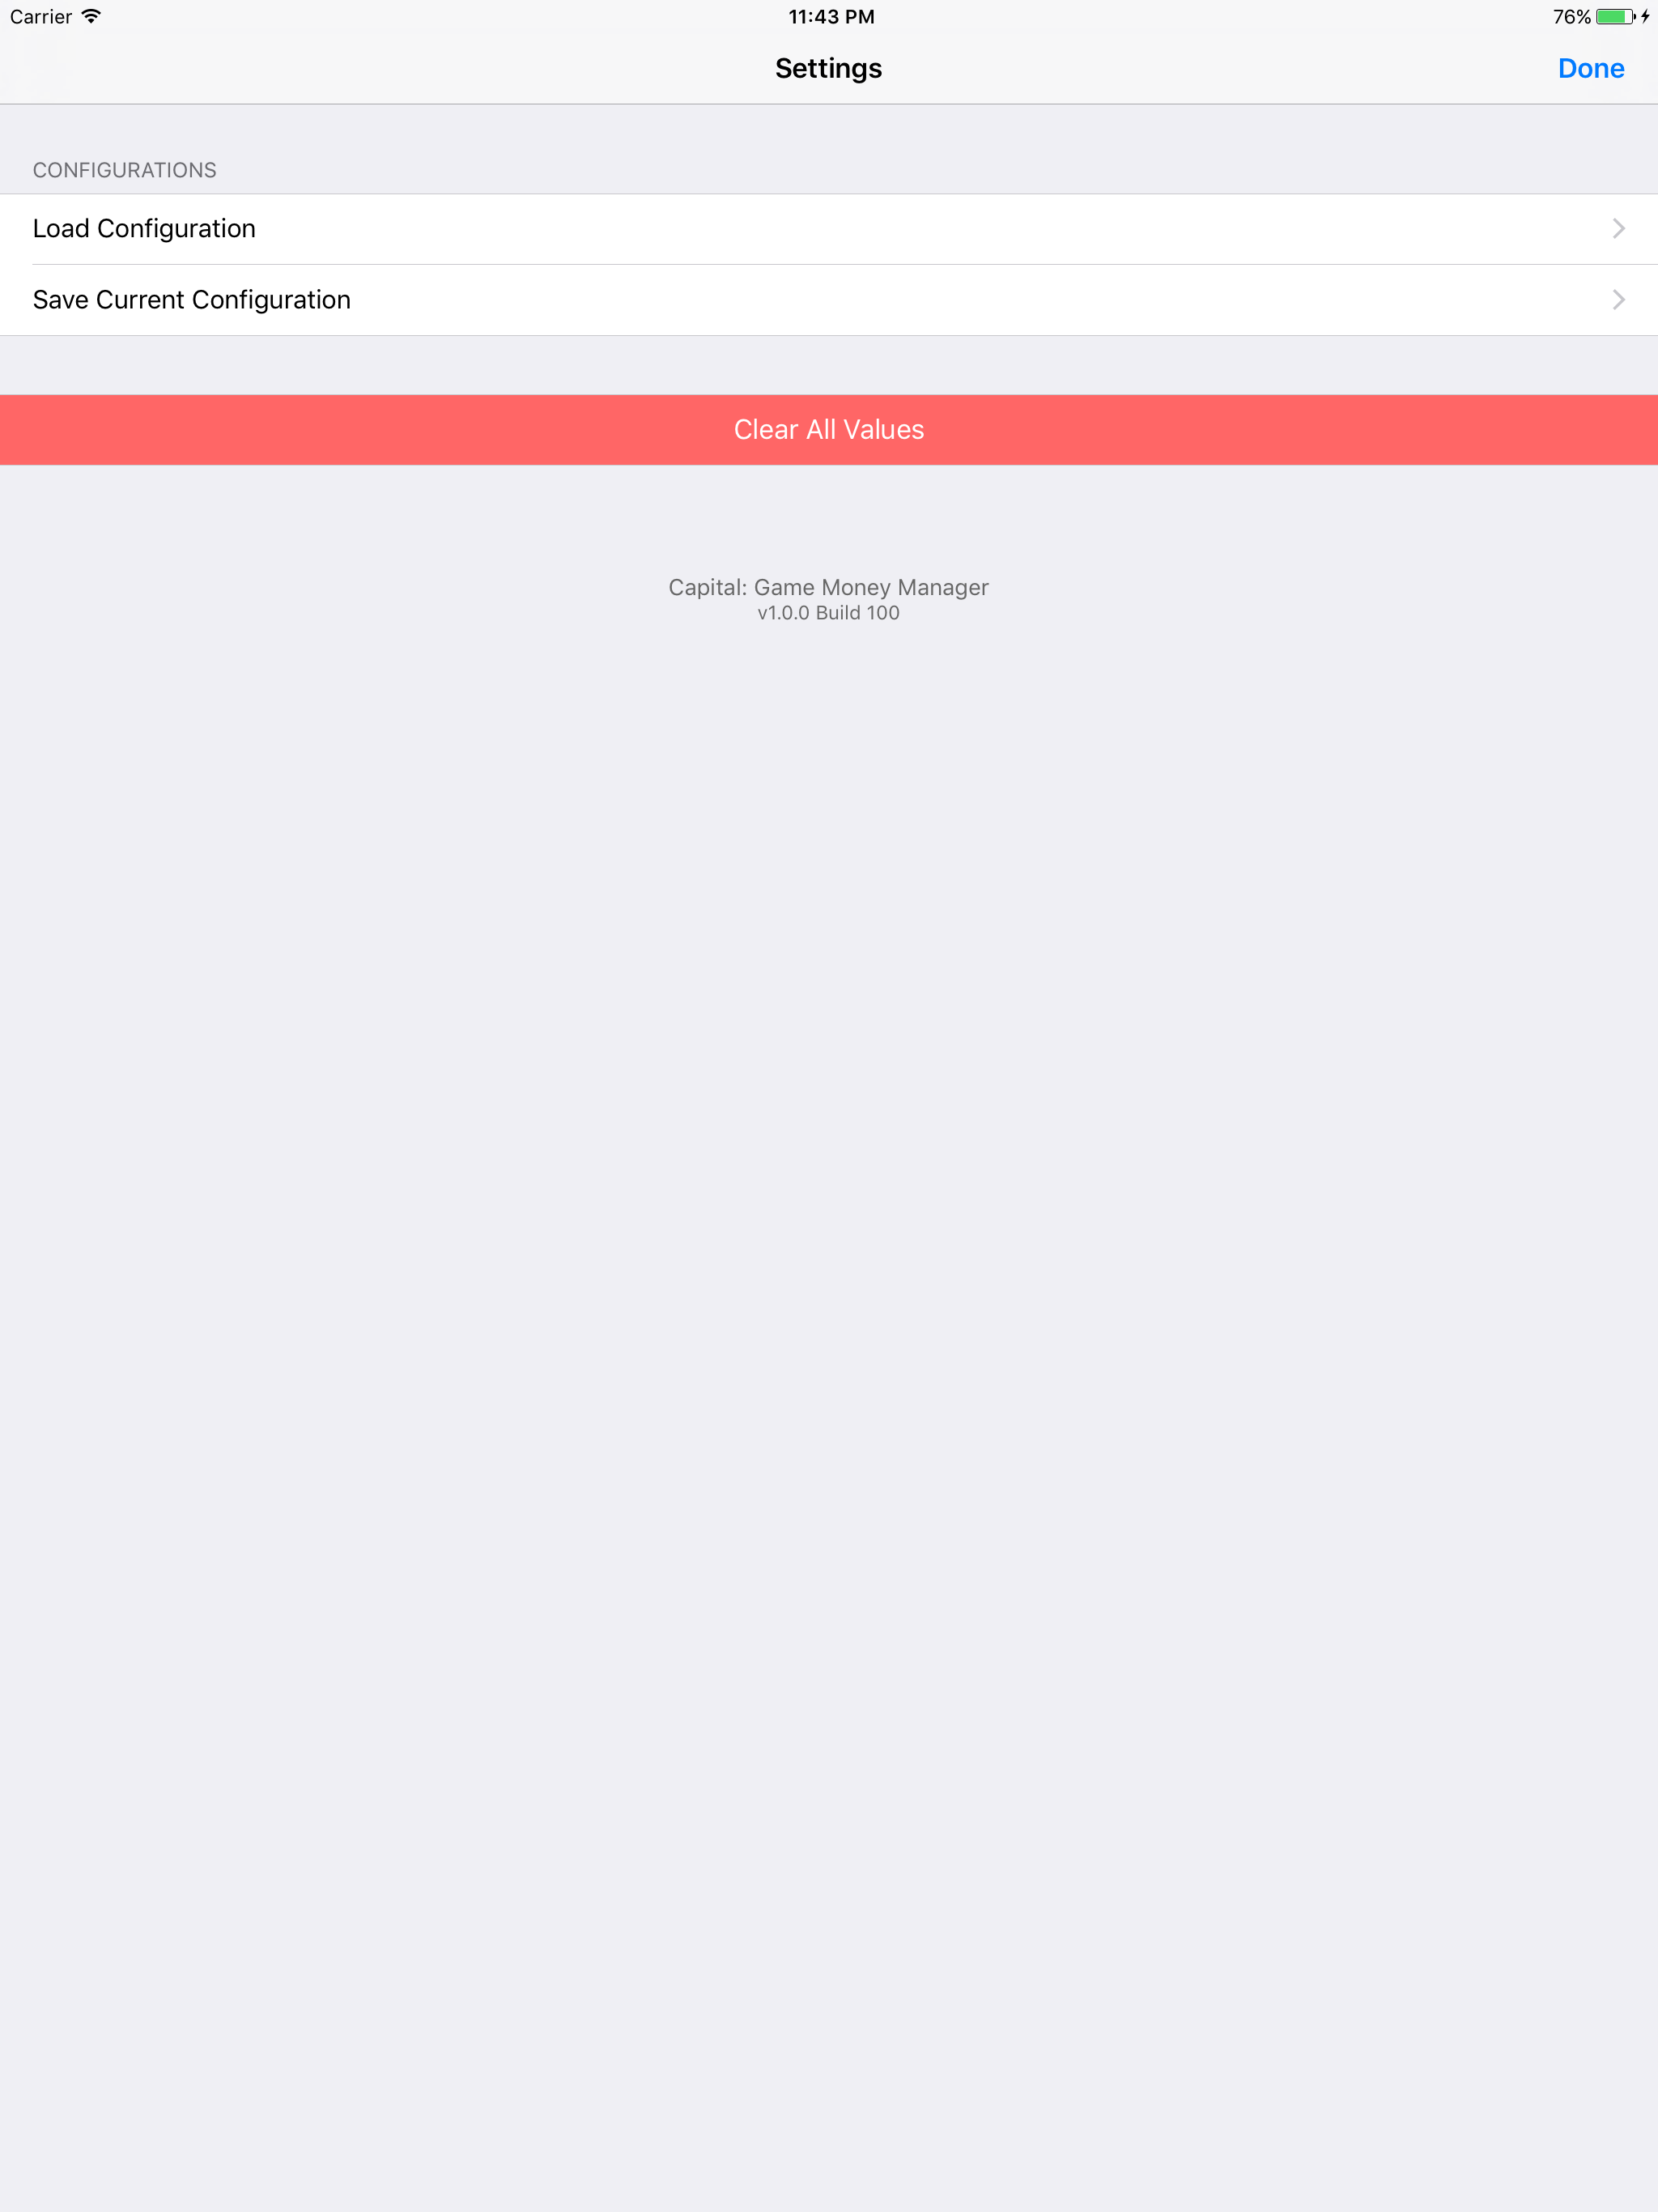 Carrier
11:43 PM
76%
Settings
Done
CONFIGURATIONS
Load Configuration
Save Current Configuration
Clear All Values
Capital: Game Money Manager
v1.0.0 Build 100